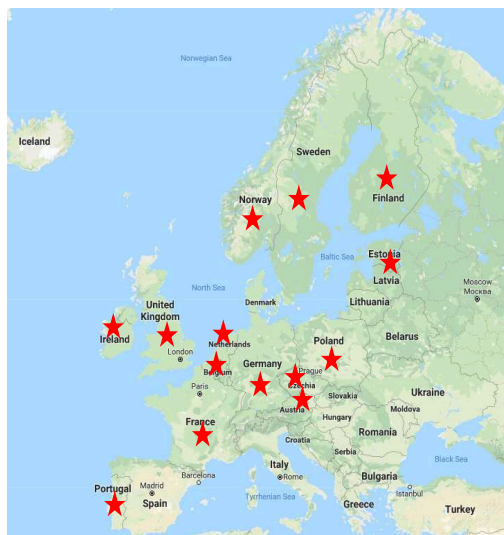 Norwegian Sea
Iceland
Sweden
Finland
Norway
Estonia
Baltic Sea
Latvia
Moscow
Москва
North Sea
Denmark
Lithuania
United
Kingdom
Ireland
Netherlands
Poland
Belarus
London
Belgium
Germany
Prague
Czechia
Paris
Slovakia
Ukraine
Austria
Hungary
Moldova
France
Romania
Croatia
Serbia
Black Sea
Italy
Rome
Bulgaria
Barcelona
Portugal
Madrid
Spain
Tyrrhenian Sea
Istanbul
Greece
Turkey